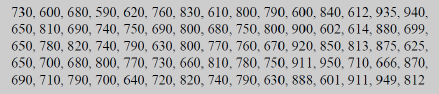 730, 600, 680, 590, 620, 760, 830, 610, 800, 790, 600, 840, 612, 935, 940,
650, 810, 690, 740, 750, 690, 800, 680, 750, 800, 900, 602, 614, 880, 699,
650, 780, 820, 740, 790, 630, 800, 770, 760, 670, 920, 850, 813, 875, 625,
650, 700, 680, 800, 770, 730, 660, 810, 780, 750, 911, 950, 710, 666, 870,
690, 710, 790, 700, 640, 720, 820, 740, 790, 630, 888, 601, 911, 949, 812